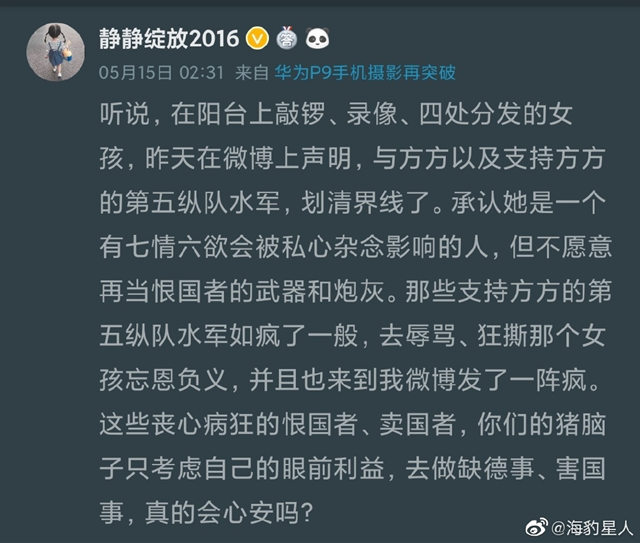 静静绽放2016
05月15日 02:31 来自 华为P9手机摄影再突破
听说，在阳台上敲锣、录像、四处分发的女
孩，昨天在微博上声明，与方方以及支持方方
的第五纵队水军，划清界线了。承认她是一个
有七情六欲会被私心杂念影响的人，但不愿意
再当恨国者的武器和炮灰。那些支持方方的第
五纵队水军如疯了一般，去辱骂、狂撕那个女
孩忘恩负义，并且也来到我微博发了一阵疯。
这些丧心病狂的恨国者、卖国者，你们的猪脑
子只考虑自己的眼前利益，去做缺德事、害国
事，真的会心安吗？
@海豹星人